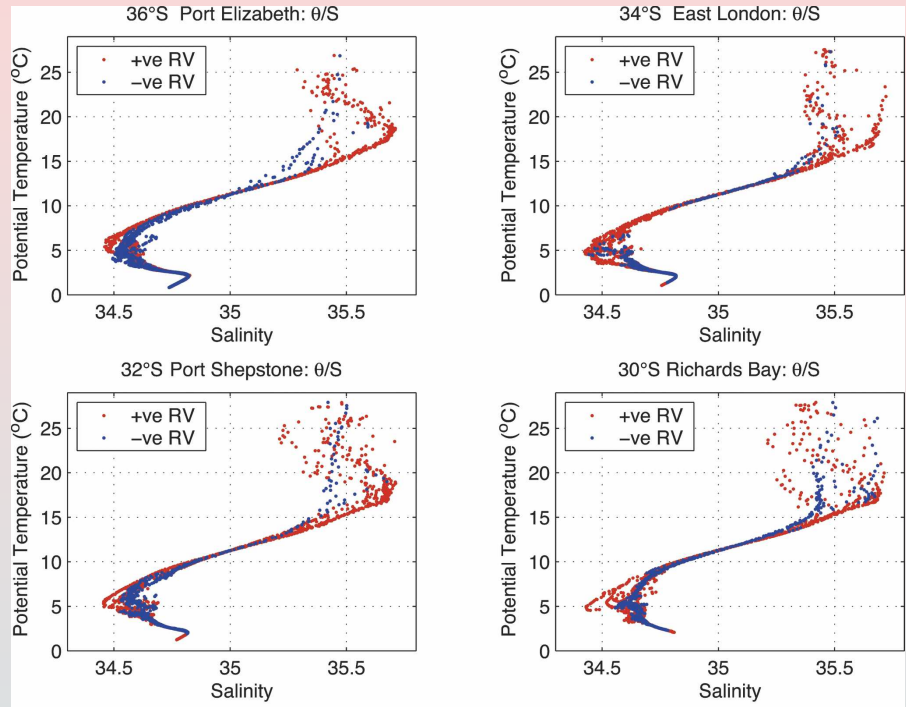 36°S Port Elizabeth: θ/S
+ve RV
−ve RV
Potential Temperature (°C)
25
20
15
10
5
0
34.5 35 35.5
Salinity
34°S East London: θ/S
+ve RV
−ve RV
Potential Temperature (°C)
25
20
15
10
5
0
34.5 35 35.5
Salinity
32°S Port Shepstone: θ/S
+ve RV
−ve RV
Potential Temperature (°C)
25
20
15
10
5
0
34.5 35 35.5
Salinity
30°S Richards Bay: θ/S
+ve RV
−ve RV
Potential Temperature (°C)
25
20
15
10
5
0
34.5 35 35.5
Salinity